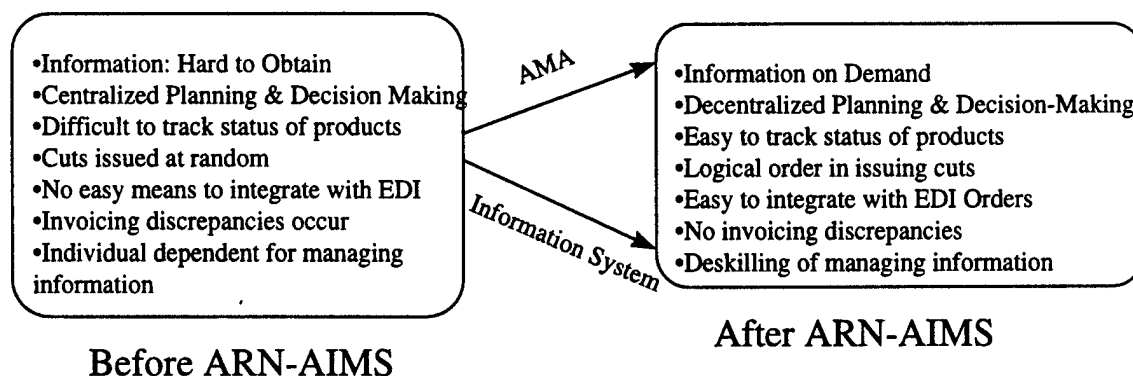 •Information: Hard to Obtain
•Centralized Planning & Decision Making
•Difficult to track status of products
•Cuts issued at random
•No easy means to integrate with EDI
•Invoicing discrepancies occur
•Individual dependent for managing
information
Before ARN-AIMS
AMA
Information System
•Information on Demand
•Decentralized Planning & Decision-Making
•Easy to track status of products
•Logical order in issuing cuts
•Easy to integrate with EDI Orders
•No invoicing discrepancies
•Deskilling of managing information
After ARN-AIMS